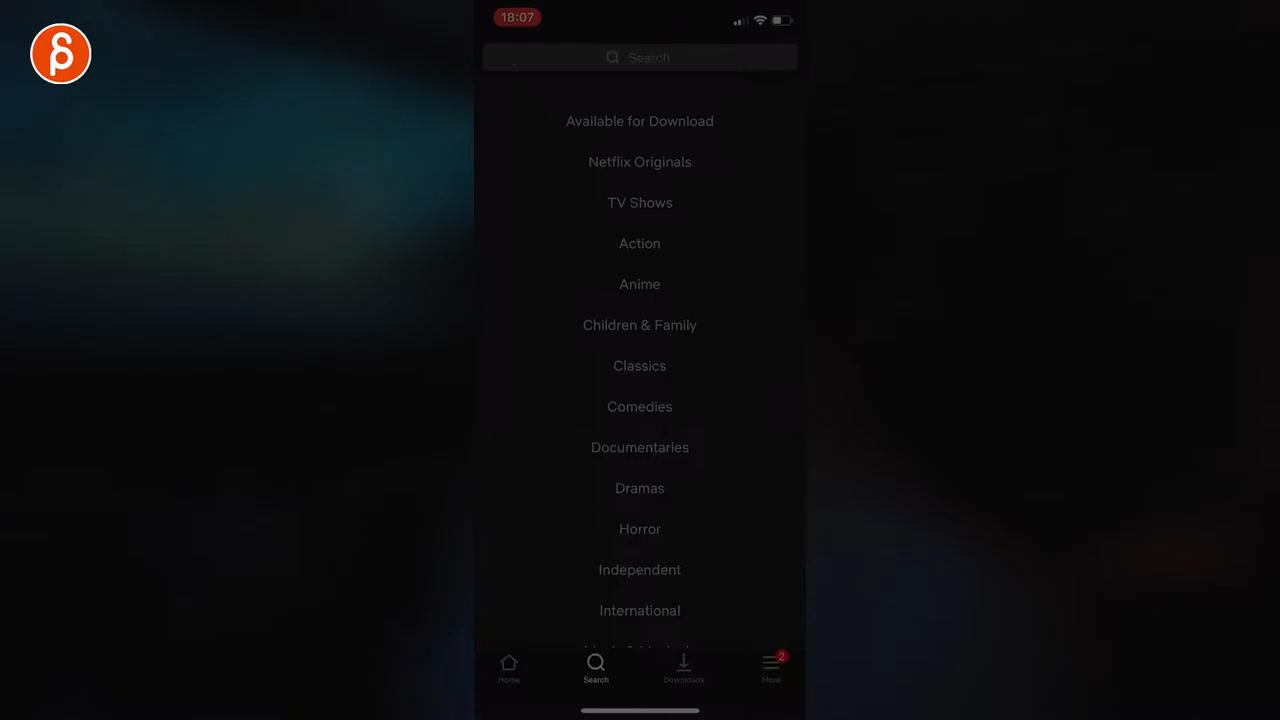 18:07
Search
Available for Download
Netflix Originals
TV Shows
Action
Anime
Children & Family
Classics
Comedies
Documentaries
Dramas
Horror
Independent
International
2
Home
Search
Downloads
More